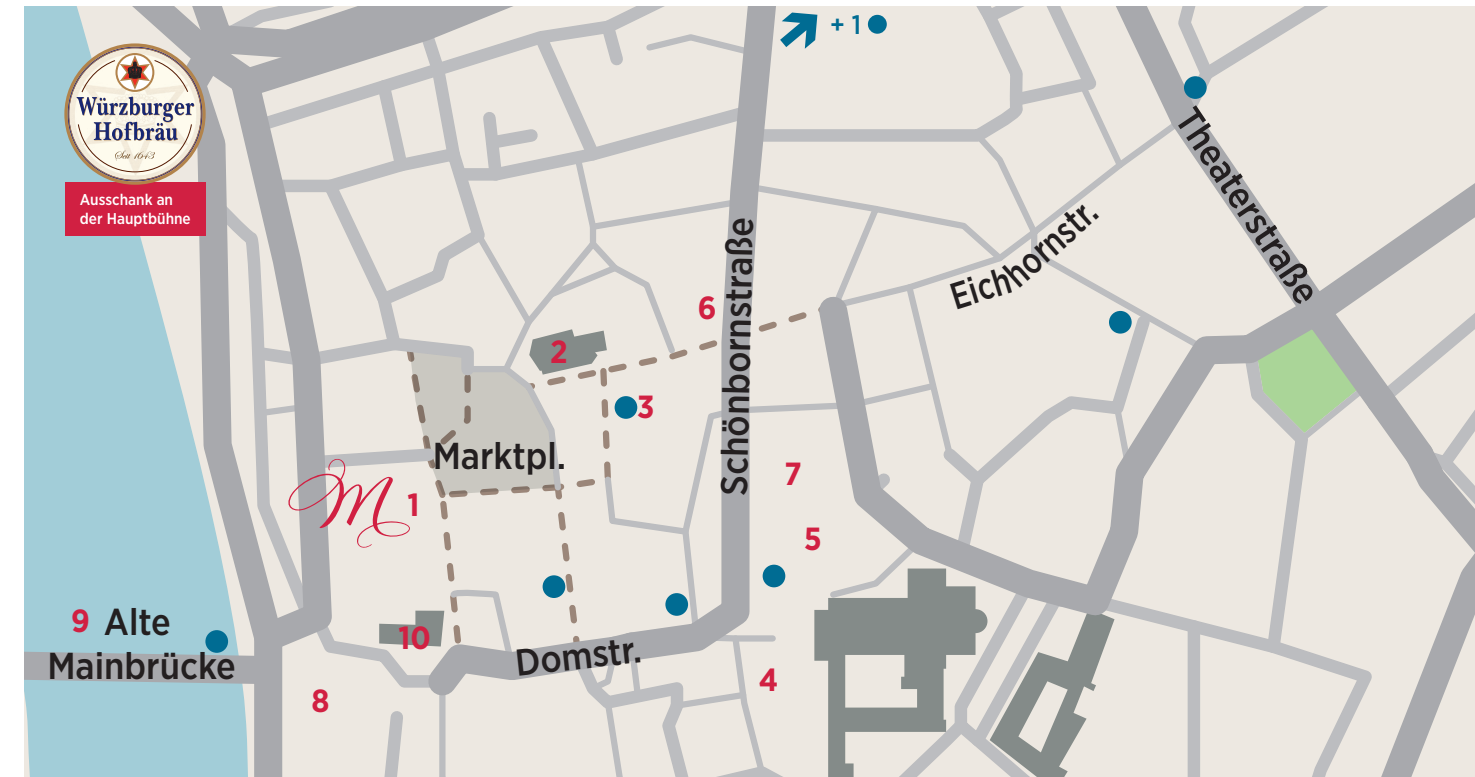 + 1
Würzburger
Hofbräu
Seit 1643
Ausschank an
der Hauptbühne
Theaterstraße
Eichhornstr.
Schönbornstraße
6
2
3
Marktpl.
7
M 1
5
9 Alte
Mainbrücke
10
Domstr.
4
8